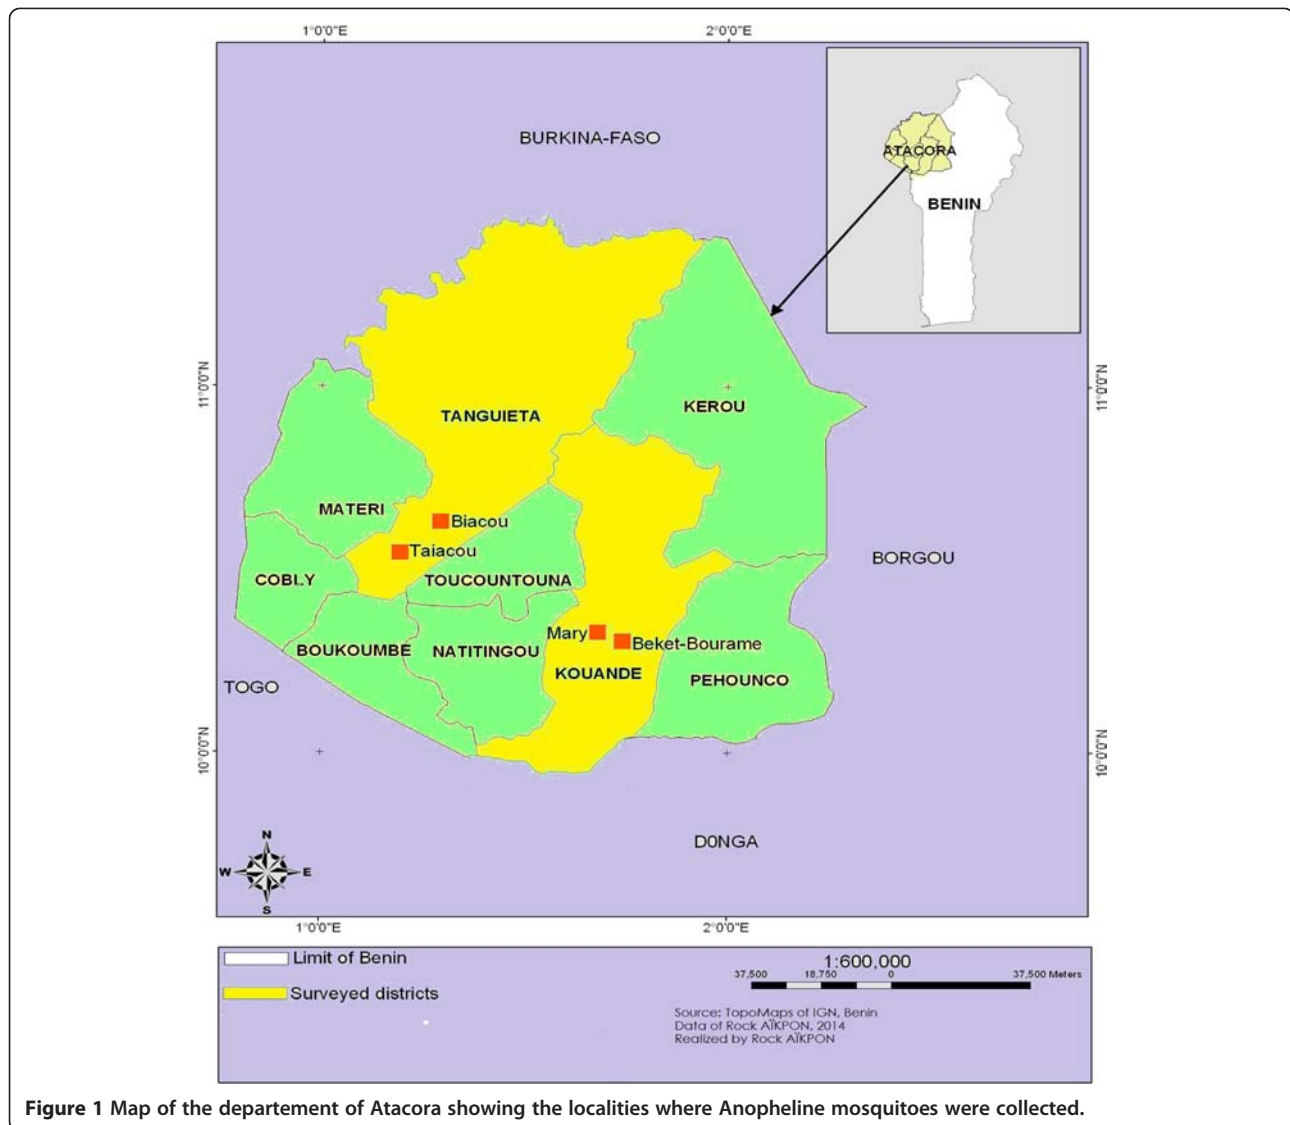 1°0'0"E 2°0'0"E
BURKINA-FASO
ATACORA
BENIN
11°0'0"N 11°0'0"N
KEROU
TANGUIETA
MATERI
Biacou
Taiacou
BORGOU
COBLY
TOUCOUNTOUNA
Mary
Beket-Bourame
BOUKOUMBE
NATITINGOU
KOUANDE
PEHOUNCO
TOGO
10°0'0"N 10°0'0"N
D0NGA
N
W E
S
1°0'0"E 2°0'0"E
Limit of Benin
Surveyed districts
1:600,000
37,500 18,750 0 37,500 Meters
Source: TopoMaps of IGN, Benin
Data of Rock AÏKPON, 2014
Realized by Rock AÏKPON
Figure 1 Map of the departement of Atacora showing the localities where Anopheline mosquitoes were collected.